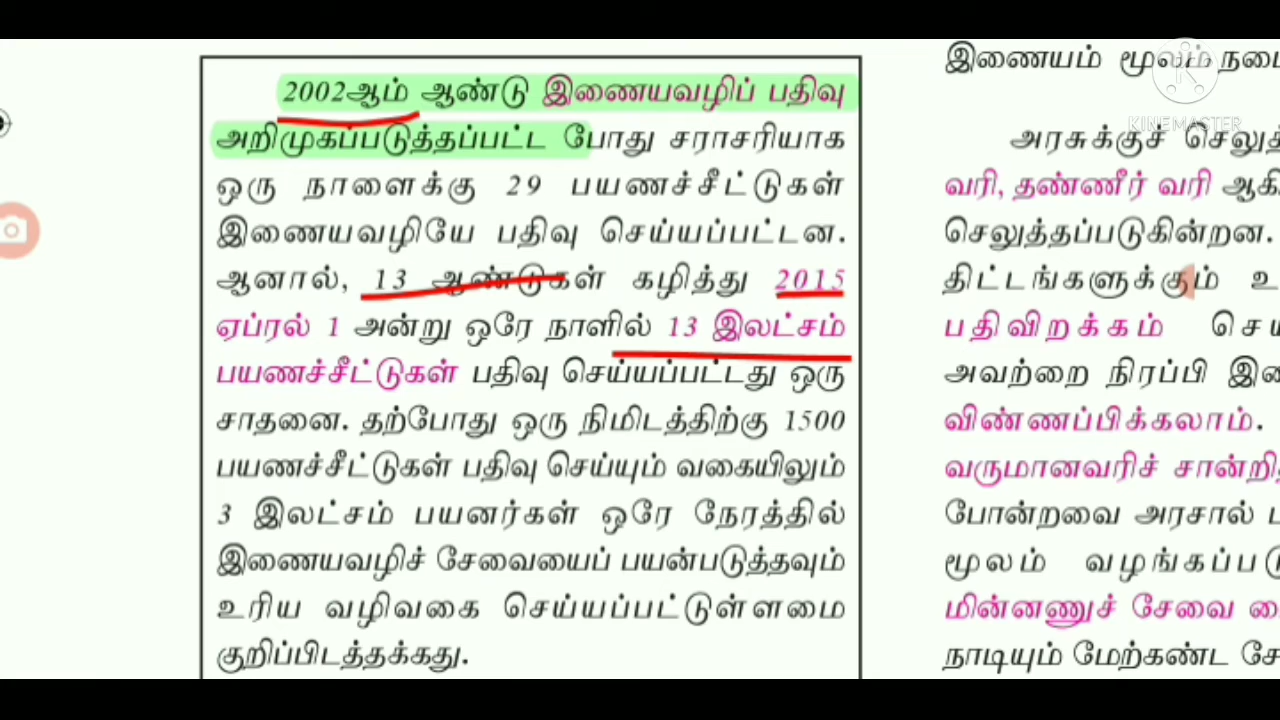 2002ஆம் ஆண்டு இணையவழிப் பதிவு
அறிமுகப்படுத்தப்பட்ட போது சராசரியாக
ஒரு நாளைக்கு 29 பயணச்சீட்டுகள்
இணையவழியே பதிவு செய்யப்பட்டன.
ஆனால், 13 ஆண்டுகள் கழித்து 2015
ஏப்ரல் 1 அன்று ஒரே நாளில் 13 இலட்சம்
பயணச்சீட்டுகள் பதிவு செய்யப்பட்டது ஒரு
சாதனை. தற்போது ஒரு நிமிடத்திற்கு 1500
பயணச்சீட்டுகள் பதிவு செய்யும் வகையிலும்
3 இலட்சம் பயனர்கள் ஒரே நேரத்தில்
இணையவழிச் சேவையைப் பயன்படுத்தவும்
உரிய வழிவகை செய்யப்பட்டுள்ளமை
குறிப்பிடத்தக்கது.
இணையம் மூலம்
அரசுக்குச்
வரி, தண்ணீர் வரி
செலுத்தப்படுகின்றன.
திட்டங்களுக்கும்
பதிவிறக்கம்
அவற்றை நிரப்பி
விண்ணப்பிக்கலாம்.
வருமானவரிச்
போன்றவை அரசால்
மூலம்
மின்னணுச் சேவை
நாடியும் மேற்கண்ட
KINEMASTER